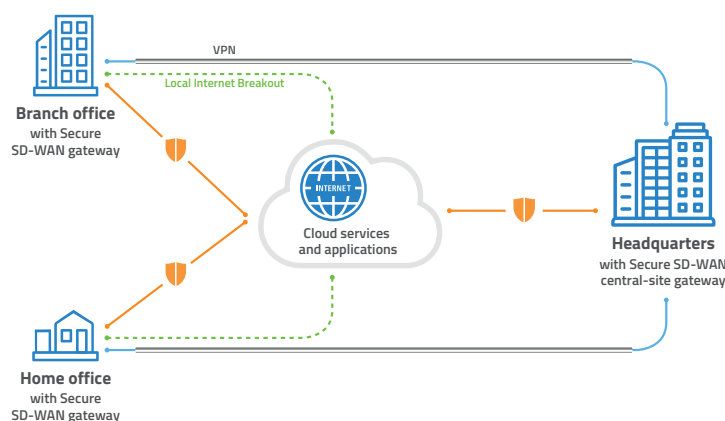 VPN
Local Internet Breakout
Branch office
with Secure
SD-WAN gateway
INTERNET
Cloud services
and applications
Headquarters
with Secure SD-WAN
central-site gateway
Home office
with Secure
SD-WAN gateway